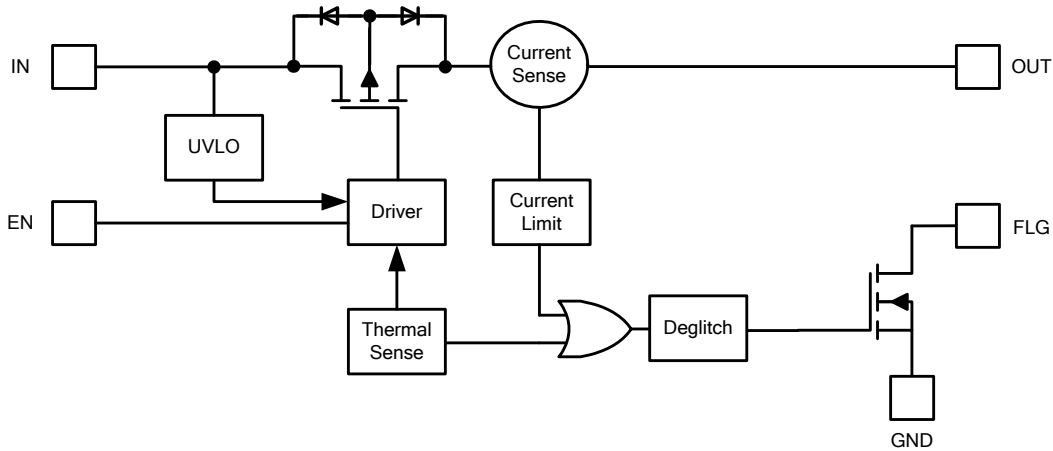 IN
Current
Sense
OUT
UVLO
EN
Driver
Current
Limit
FLG
Thermal
Sense
Deglitch
GND